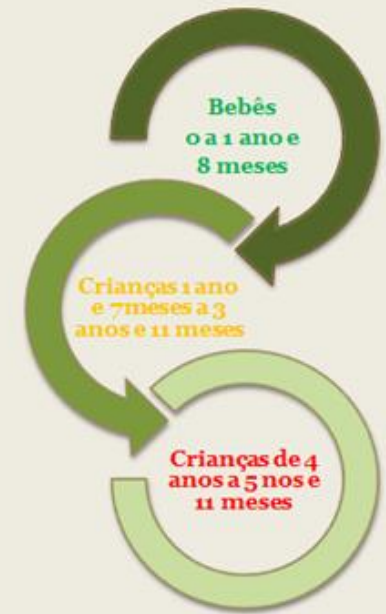 Bebês
0 a 1 ano e
8 meses
Crianças 1 ano
e 7meses a 3
anos e 11 meses
Crianças de 4
anos a 5 nos e
11 meses